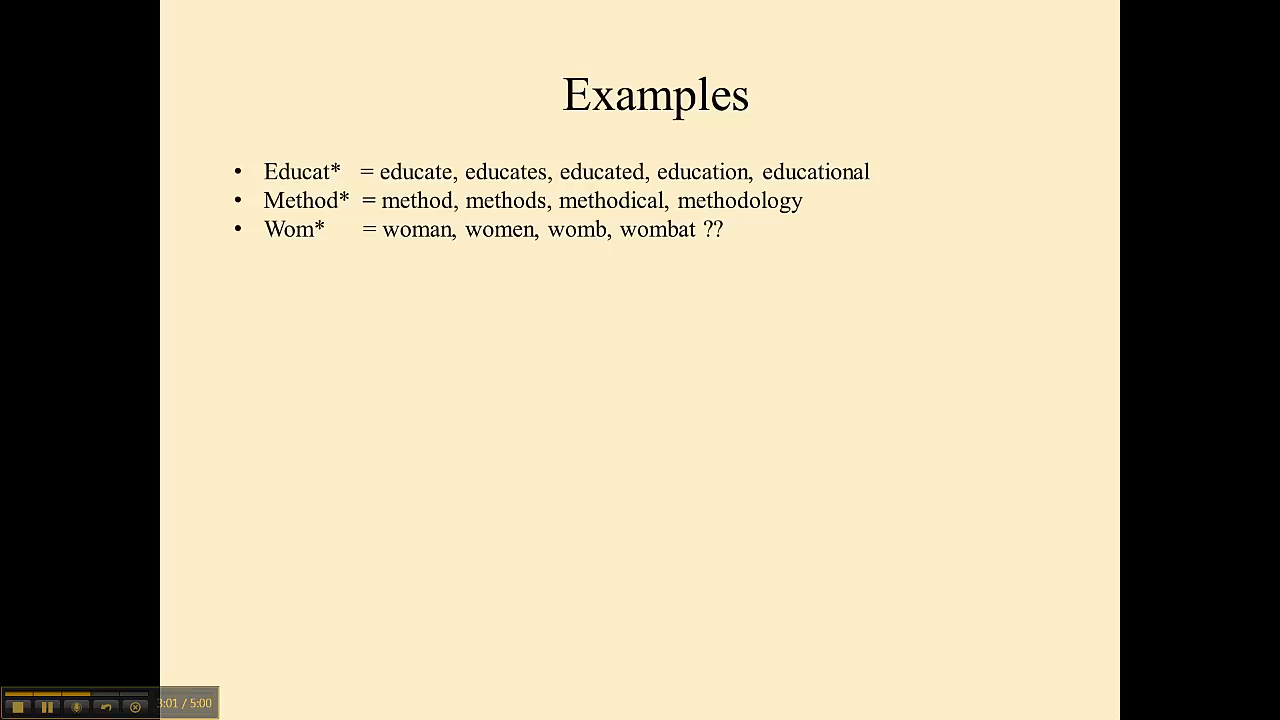 Examples
• Educat* = educate, educates, educated, education, educational
• Method* = method, methods, methodical, methodology
• Wom* = woman, women, womb, wombat ??
3:01 / 5:00